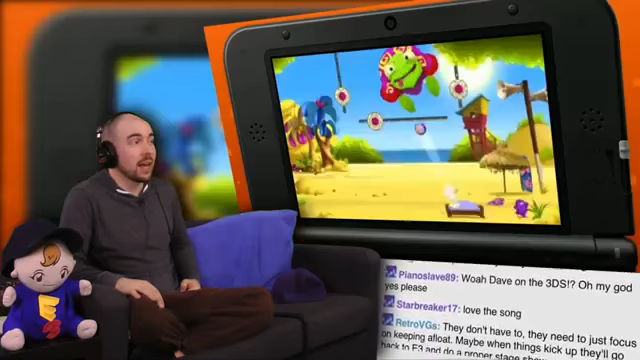 E3
Pianoslave89: Woah Dave on the 3DS!? Oh my god
yes please
Starbreaker17: love the song
RetroVGs: They don't have to, they need to just focus
on keeping afloat. Maybe when things kick up they'll go
back to E3 and do a proper stage show